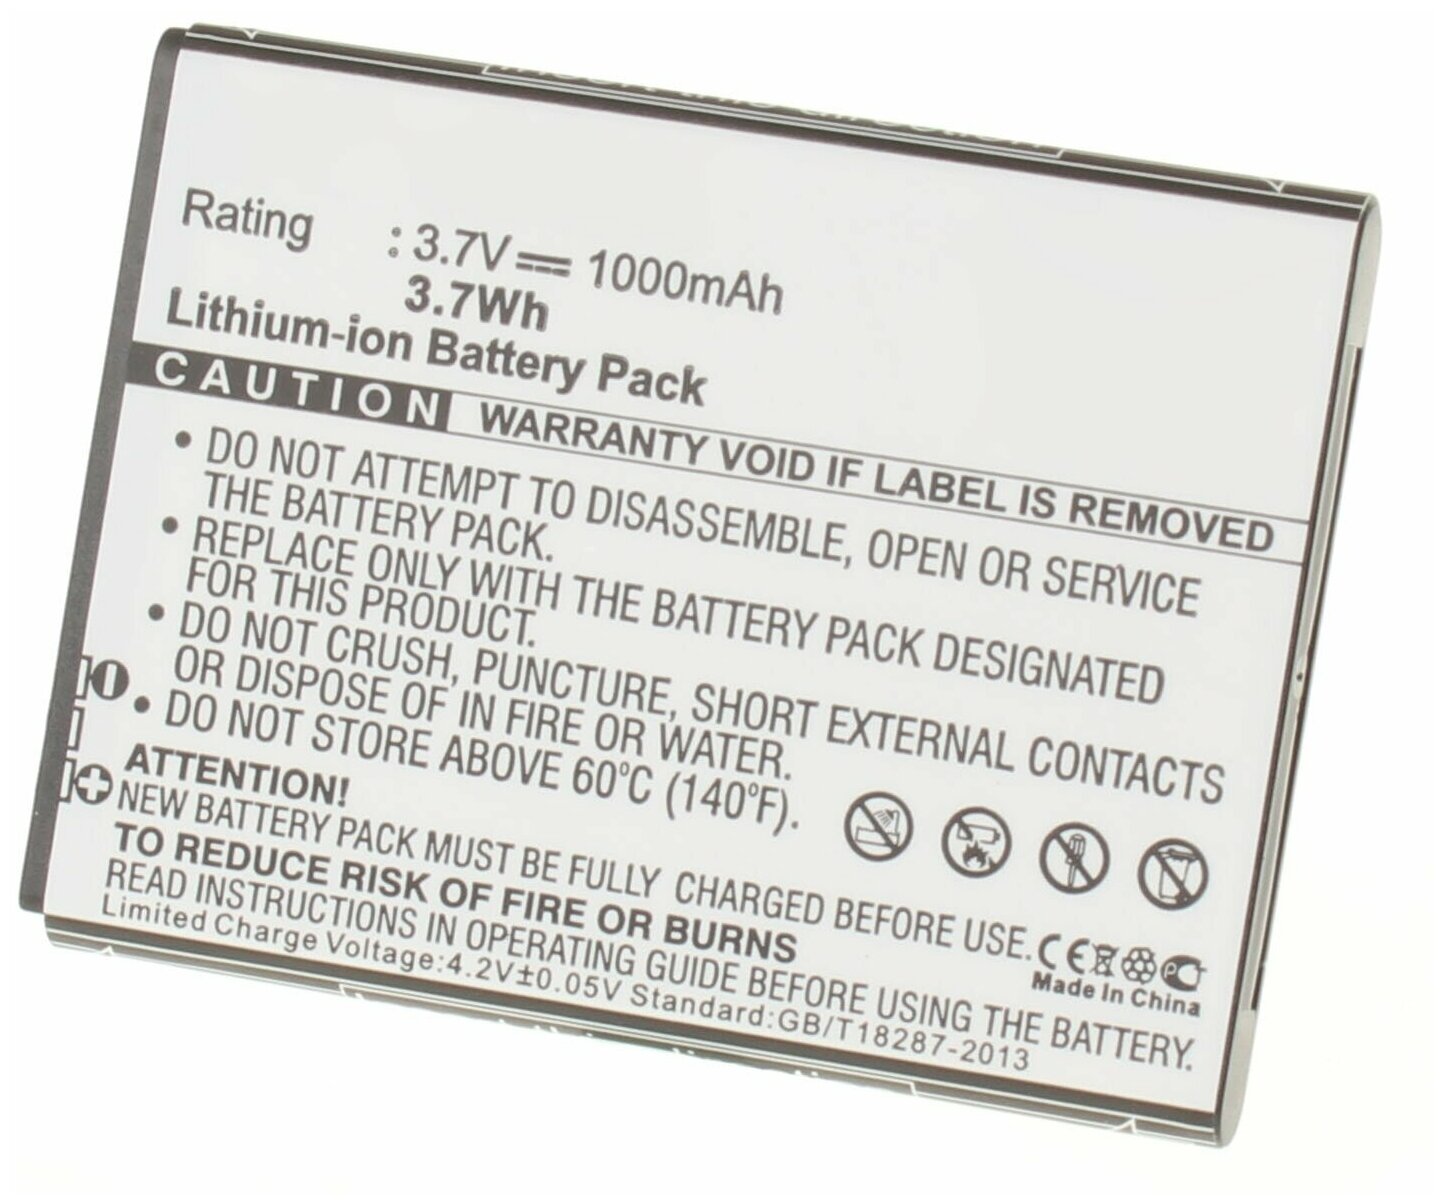 Rating : 3.7V 1000mAh
3.7Wh
Lithium-ion Battery Pack
CAUTION WARRANTY VOID IF LABEL IS REMOVED
• DO NOT ATTEMPT TO DISASSEMBLE, OPEN OR SERVICE
THE BATTERY PACK.
• REPLACE ONLY WITH THE BATTERY PACK DESIGNATED
FOR THIS PRODUCT.
• DO NOT CRUSH, PUNCTURE, SHORT EXTERNAL CONTACTS
OR DISPOSE OF IN FIRE OR WATER.
• DO NOT STORE ABOVE 60°C (140°F).
ATTENTION!
NEW BATTERY PACK MUST BE FULLY CHARGED BEFORE USE.
TO REDUCE RISK OF FIRE OR BURNS
READ INSTRUCTIONS IN OPERATING GUIDE BEFORE USING THE BATTERY.
Limited Charge Voltage:4.2V±0.05V Standard:GB/T18287-2013
CE
Made In China